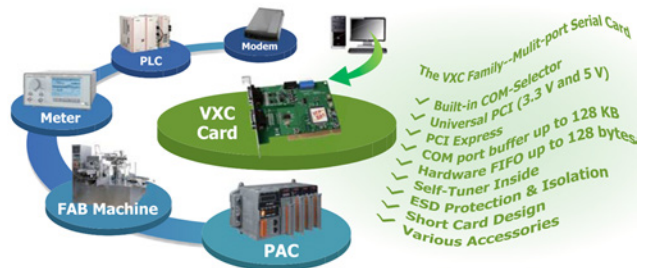 Modem
PLC
Meter
FAB Machine
PAC
VXC
Card
The VXC Family--Mulit-port Serial Card
Built-in COM-Selector
Universal PCI (3.3 V and 5 V)
PCI Express
COM port buffer up to 128 KB
Hardware FIFO up to 128 bytes
Self-Tuner Inside
ESD Protection & Isolation
Short Card Design
Various Accessories